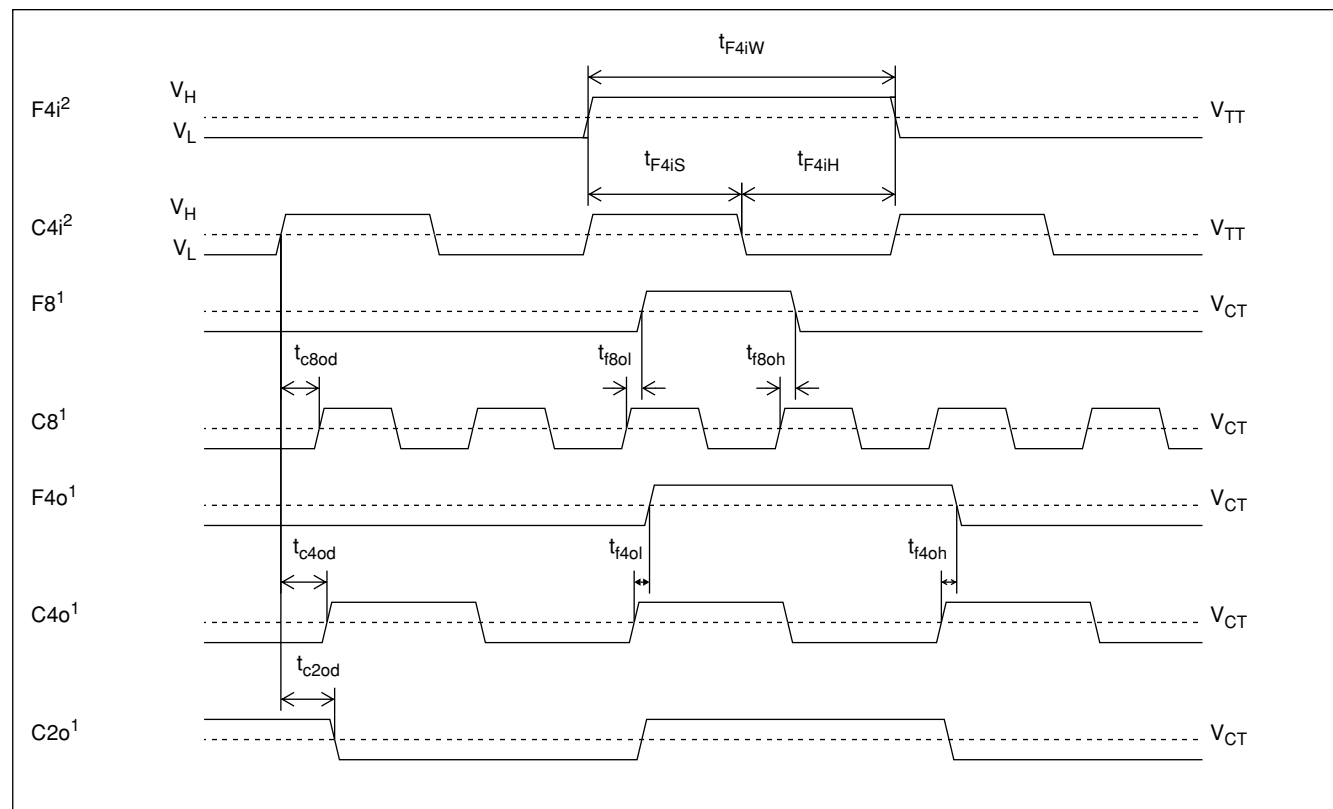 tF4iW
VH
F4i²
VL
VTT
tF4iS
tF4iH
VH
C4i²
VL
VTT
F8¹
VCT
tc8od
tf8ol
tf8oh
C8¹
VCT
F4o¹
VCT
tc4od
tf4ol
tf4oh
C4o¹
VCT
tc2od
C2o¹
VCT